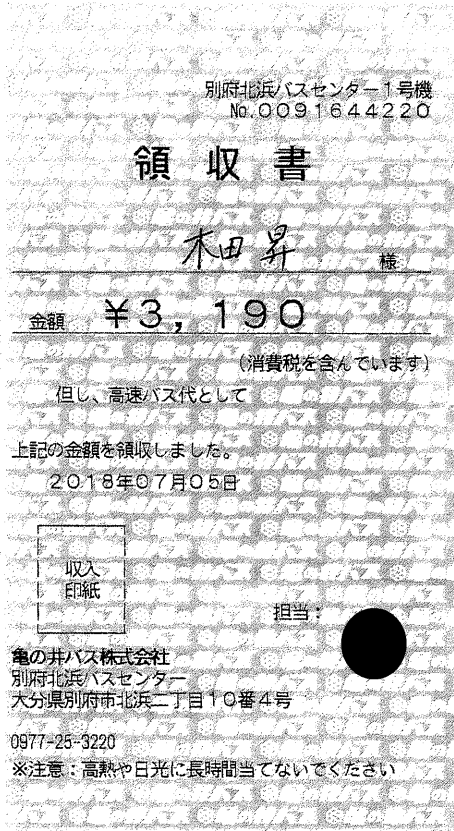 別府北浜バスセンター1号機
No.0091644220
領収書
木田 昇 様
金額 ¥3,190
(消費税を含んでいます)
但し、高速バス代として
上記の金額を領収しました。
2018年07月05日
収入
印紙
担当:
亀の井バス株式会社
別府北浜バスセンター
大分県別府市北浜二丁目10番4号
0977-25-3220
※注意:高熱や日光に長時間当てないでください